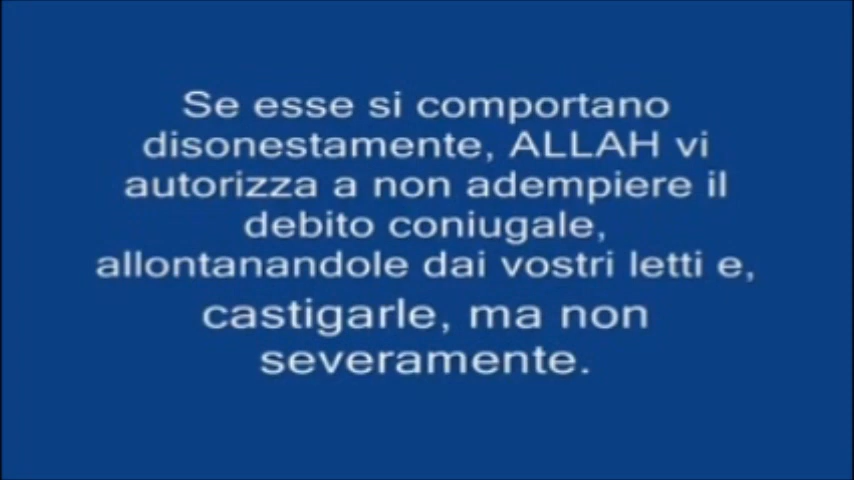 Se esse si comportano
disonestamente, ALLAH vi
autorizza a non adempiere il
debito coniugale,
allontanandole dai vostri letti e,
castigarle, ma non
severamente.